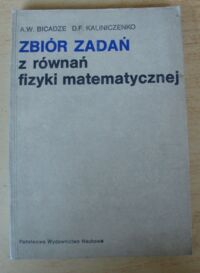 A.W. BICADZE D.F. KALINICZENKO
ZBIÓR ZADAŃ
z równań
fizyki matematycznej
Państwowe Wydawnictwo Naukowe